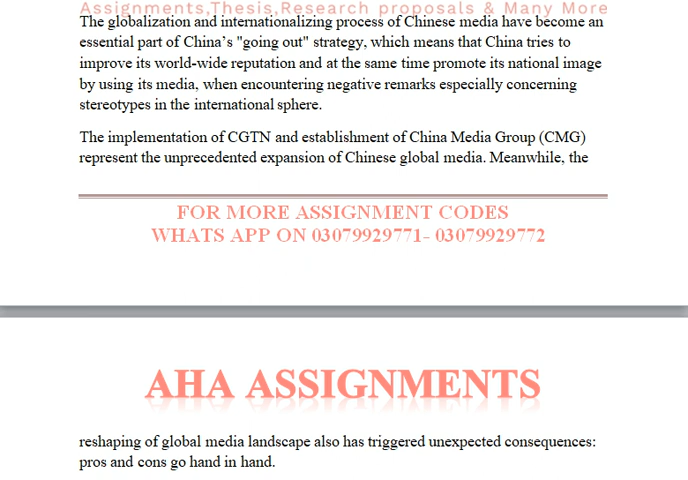 Assignments,Thesis,Research proposals & Many More
The globalization and internationalizing process of Chinese media have become an
essential part of China's "going out" strategy, which means that China tries to
improve its world-wide reputation and at the same time promote its national image
by using its media, when encountering negative remarks especially concerning
stereotypes in the international sphere.
The implementation of CGTN and establishment of China Media Group (CMG)
represent the unprecedented expansion of Chinese global media. Meanwhile, the
FOR MORE ASSIGNMENT CODES
WHATS APP ON 03079929771- 03079929772
AHA ASSIGNMENTS
reshaping of global media landscape also has triggered unexpected consequences:
pros and cons go hand in hand.